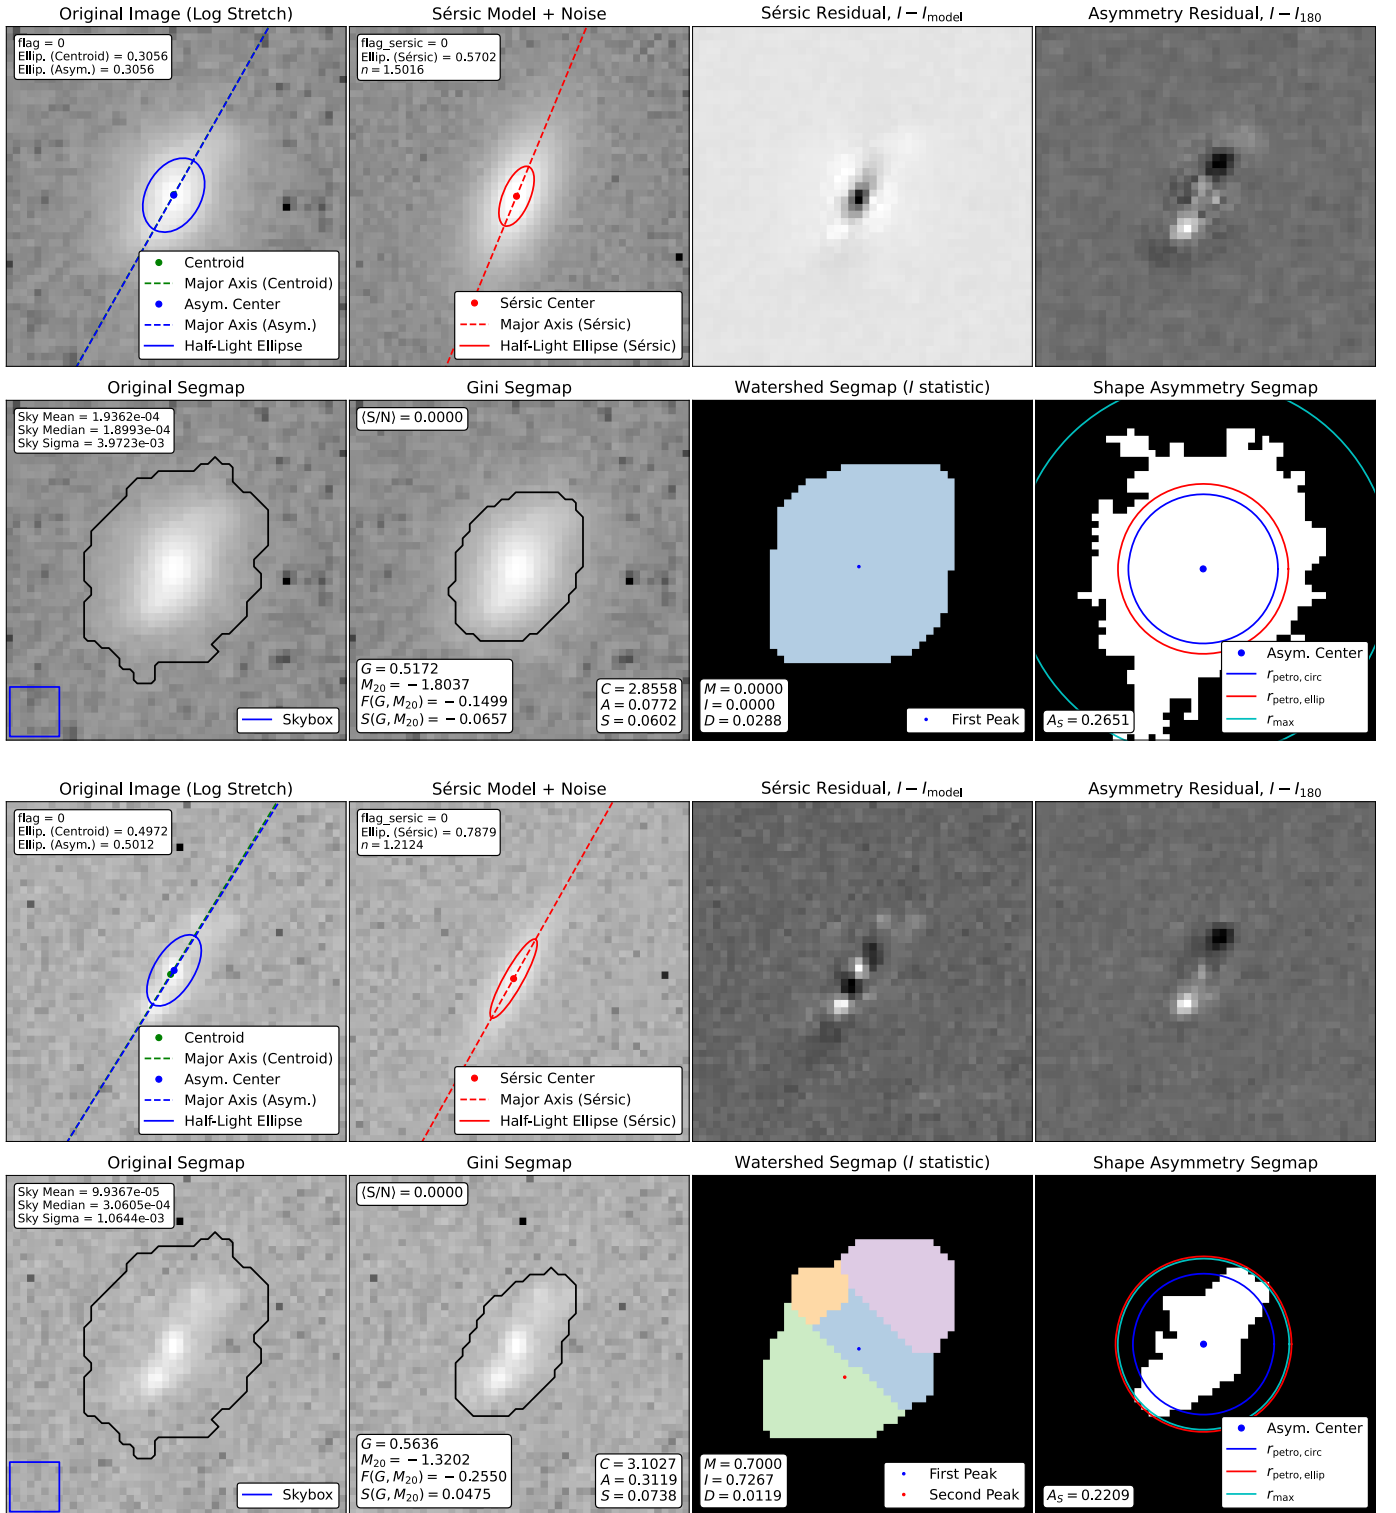 Original Image (Log Stretch)
Sérsic Model + Noise
Sérsic Residual, I − I_model
Asymmetry Residual, I − I_180
flag = 0
Ellip. (Centroid) = 0.3056
Ellip. (Asym.) = 0.3056
Centroid
Major Axis (Centroid)
Asym. Center
Major Axis (Asym.)
Half-Light Ellipse
flag_sersic = 0
Ellip. (Sérsic) = 0.5702
n = 1.5016
Sérsic Center
Major Axis (Sérsic)
Half-Light Ellipse (Sérsic)
Original Segmap
Gini Segmap
Watershed Segmap (I statistic)
Shape Asymmetry Segmap
Sky Mean = 1.9362e-04
Sky Median = 1.8993e-04
Sky Sigma = 3.9723e-03
Skybox
⟨S/N⟩ = 0.0000
G = 0.5172
M20 = −1.8037
F(G, M20) = −0.1499
S(G, M20) = −0.0657
C = 2.8558
A = 0.0772
S = 0.0602
M = 0.0000
I = 0.0000
D = 0.0288
First Peak
A_S = 0.2651
Asym. Center
r_petro, circ
r_petro, ellip
r_max
Original Image (Log Stretch)
Sérsic Model + Noise
Sérsic Residual, I − I_model
Asymmetry Residual, I − I_180
flag = 0
Ellip. (Centroid) = 0.4972
Ellip. (Asym.) = 0.5012
Centroid
Major Axis (Centroid)
Asym. Center
Major Axis (Asym.)
Half-Light Ellipse
flag_sersic = 0
Ellip. (Sérsic) = 0.7879
n = 1.2124
Sérsic Center
Major Axis (Sérsic)
Half-Light Ellipse (Sérsic)
Original Segmap
Gini Segmap
Watershed Segmap (I statistic)
Shape Asymmetry Segmap
Sky Mean = 9.9367e-05
Sky Median = 3.0605e-04
Sky Sigma = 1.0644e-03
Skybox
⟨S/N⟩ = 0.0000
G = 0.5636
M20 = −1.3202
F(G, M20) = −0.2550
S(G, M20) = 0.0475
C = 3.1027
A = 0.3119
S = 0.0738
M = 0.7000
I = 0.7267
D = 0.0119
First Peak
Second Peak
A_S = 0.2209
Asym. Center
r_petro, circ
r_petro, ellip
r_max